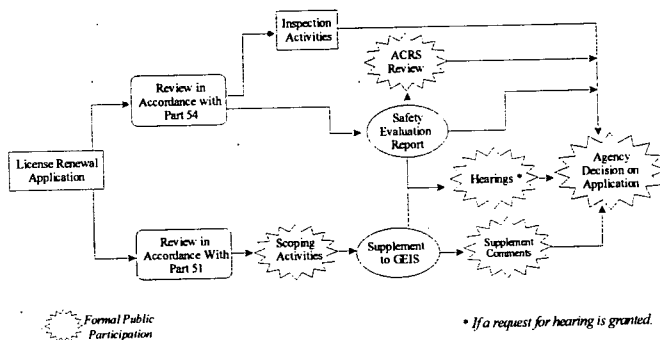 Inspection
Activities
ACRS
Review
Review in
Accordance with
Part 54
Safety
Evaluation
Report
License Renewal
Application
Hearings *
Agency
Decision on
Application
Review in
Accordance With
Part 51
Scoping
Activities
Supplement
to GEIS
Supplement
Comments
Formal Public
Participation
* If a request for hearing is granted.